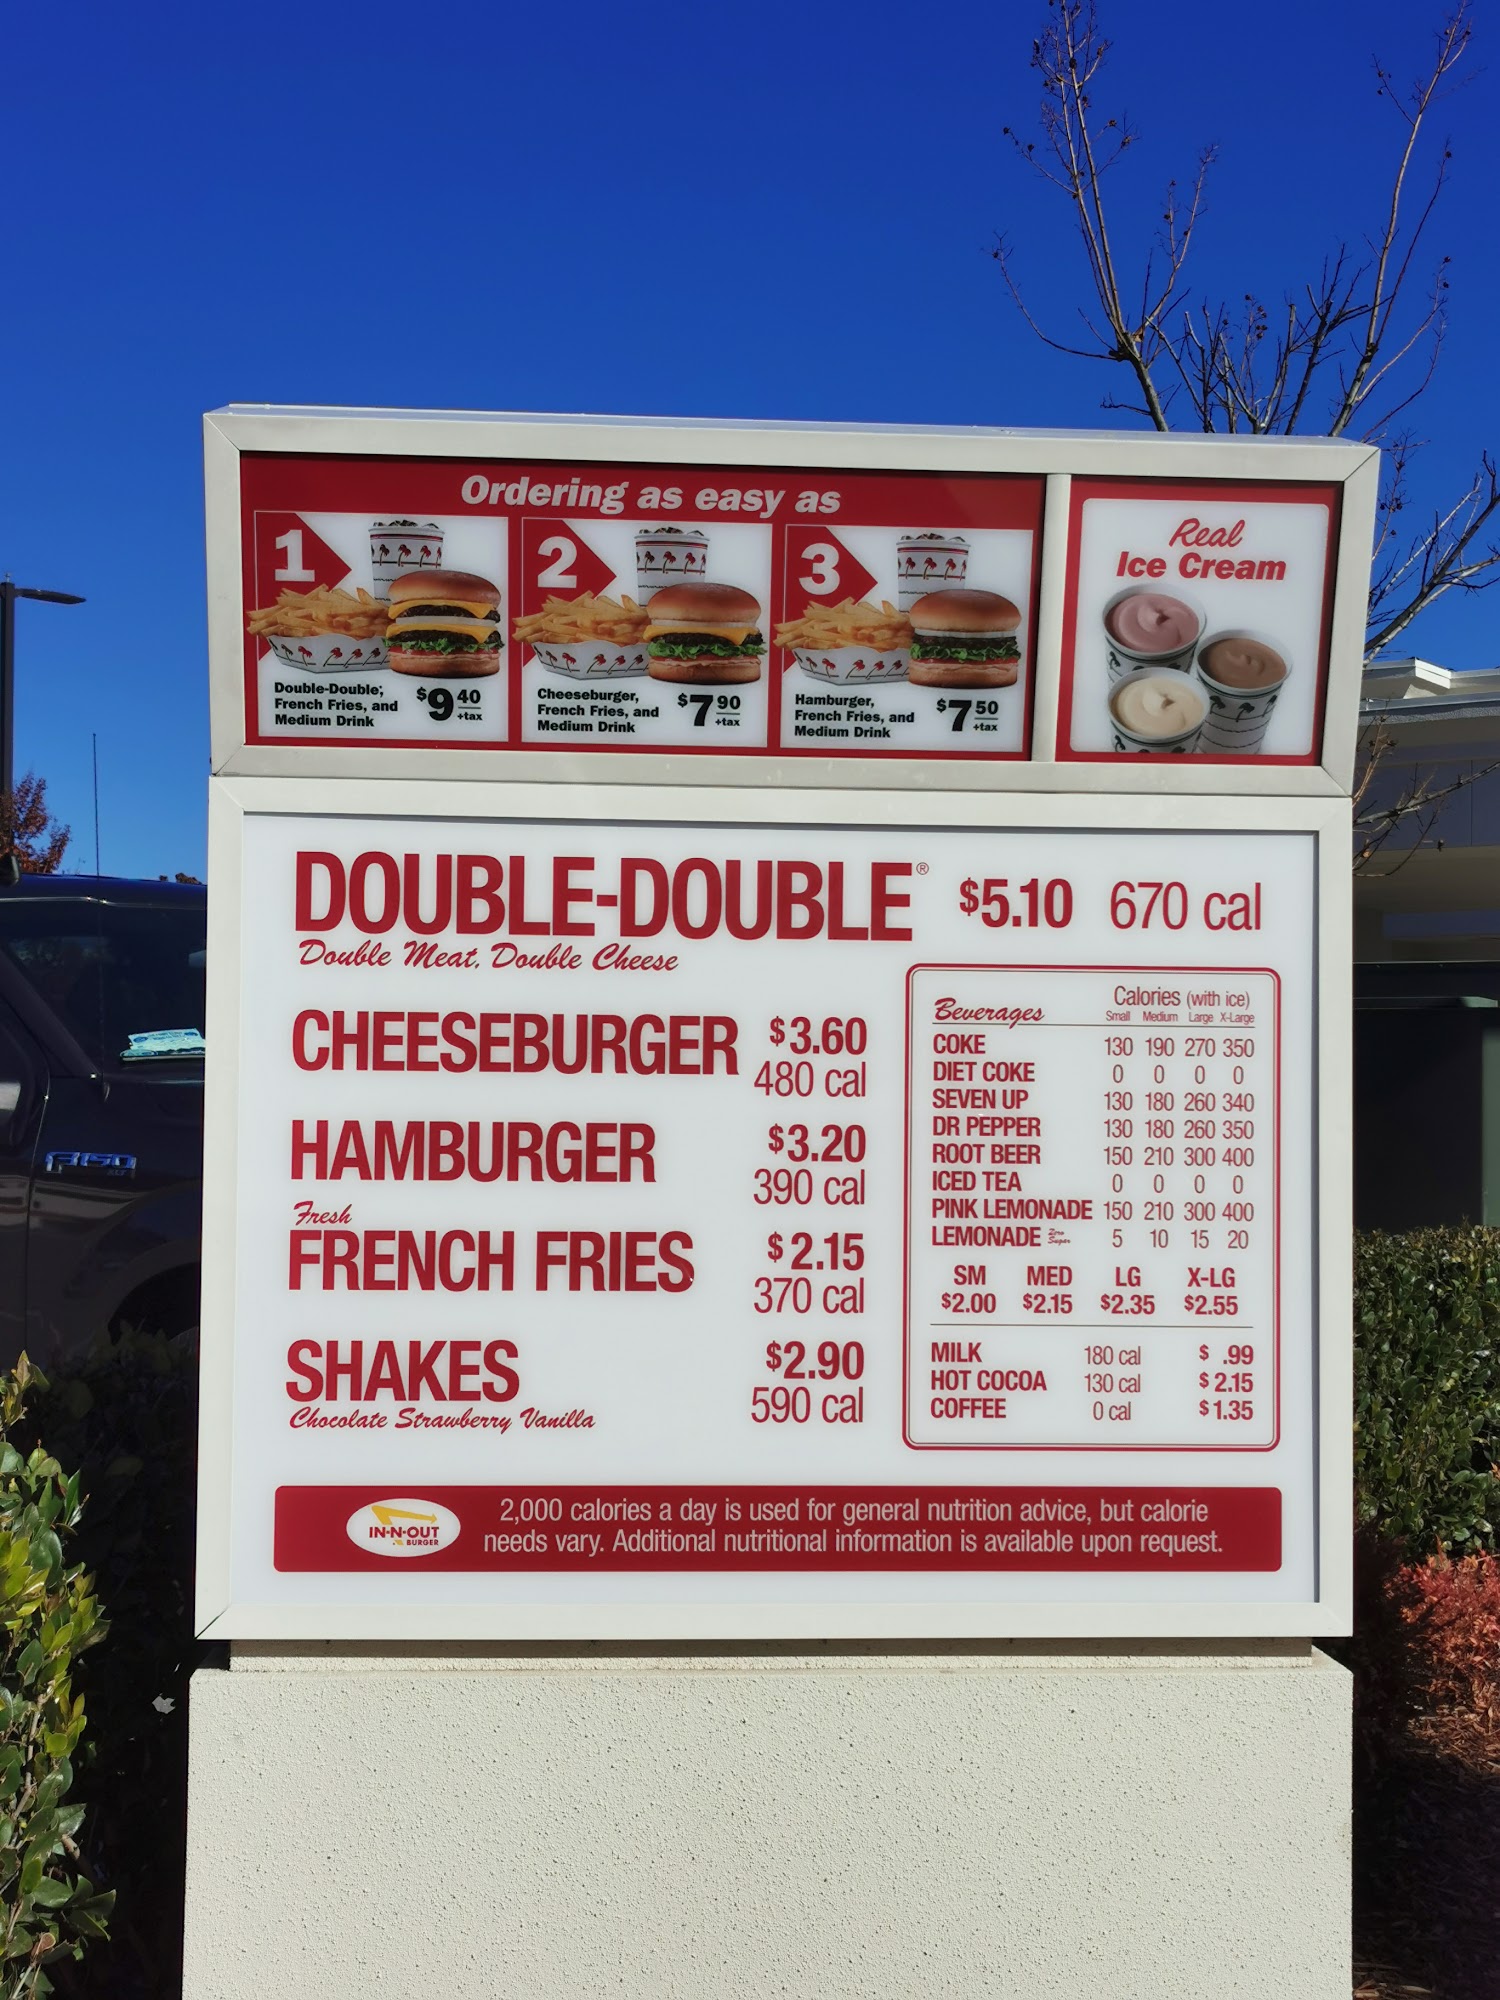 Ordering as easy as
1
Double-Double®,
French Fries, and
Medium Drink
$9 40
+tax
2
Cheeseburger,
French Fries, and
Medium Drink
$7 90
+tax
3
Hamburger,
French Fries, and
Medium Drink
$7 50
+tax
Real
Ice Cream
DOUBLE-DOUBLE® $5.10 670 cal
Double Meat, Double Cheese
CHEESEBURGER $3.60
480 cal
HAMBURGER $3.20
390 cal
Fresh
FRENCH FRIES $2.15
370 cal
SHAKES $2.90
590 cal
Chocolate Strawberry Vanilla
Beverages Calories (with ice)
Small Medium Large X-Large
COKE 130 190 270 350
DIET COKE 0 0 0 0
SEVEN UP 130 180 260 340
DR PEPPER 130 180 260 350
ROOT BEER 150 210 300 400
ICED TEA 0 0 0 0
PINK LEMONADE 150 210 300 400
LEMONADE Zero Sugar 5 10 15 20
SM MED LG X-LG
$2.00 $2.15 $2.35 $2.55
MILK 180 cal $ .99
HOT COCOA 130 cal $2.15
COFFEE 0 cal $1.35
IN-N-OUT
BURGER
2,000 calories a day is used for general nutrition advice, but calorie
needs vary. Additional nutritional information is available upon request.
F150
XLT